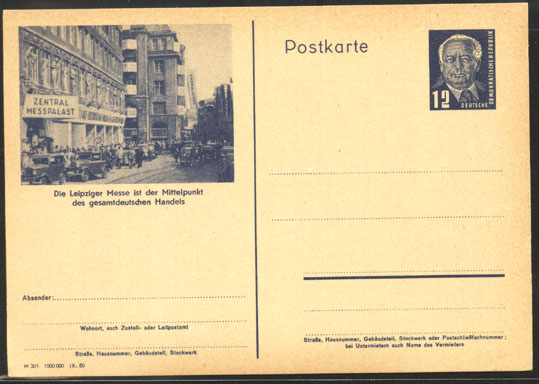 ZENTRAL
MESSPALAST
Die Leipziger Messe ist der Mittelpunkt
des gesamtdeutschen Handels
Absender:
Wohnort, auch Zustell- oder Leitpostamt
Straße, Hausnummer, Gebäudeteil, Stockwerk
M 301 1000 000 (X. 50)
Postkarte
12
DEUTSCHE
DEMOKRATISCHE REPUBLIK
Straße, Hausnummer, Gebäudeteil, Stockwerk oder Postschließfachnummer;
bei Untermietern auch Name des Vermieters